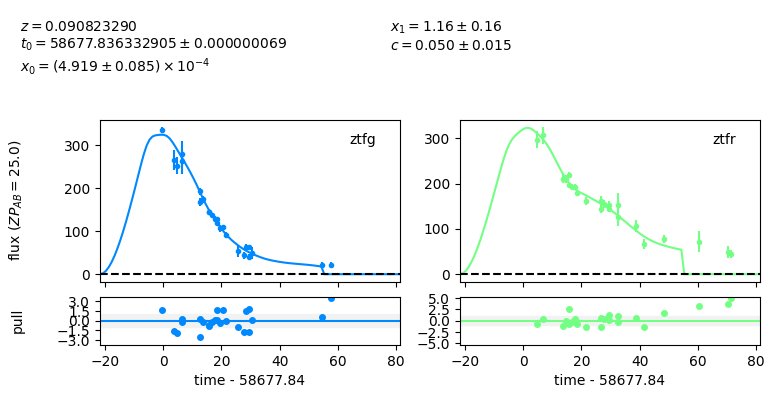 z = 0.090823290
t₀ = 58677.836332905 ± 0.000000069
x₀ = (4.919 ± 0.085) × 10⁻⁴
x₁ = 1.16 ± 0.16
c = 0.050 ± 0.015
flux (ZP_AB = 25.0)
300
200
100
0
ztfg
300
200
100
0
ztfr
pull
3.0
1.5
0.0
−1.5
−3.0
−20 0 20 40 60 80
time - 58677.84
5.0
2.5
0.0
−2.5
−5.0
−20 0 20 40 60 80
time - 58677.84